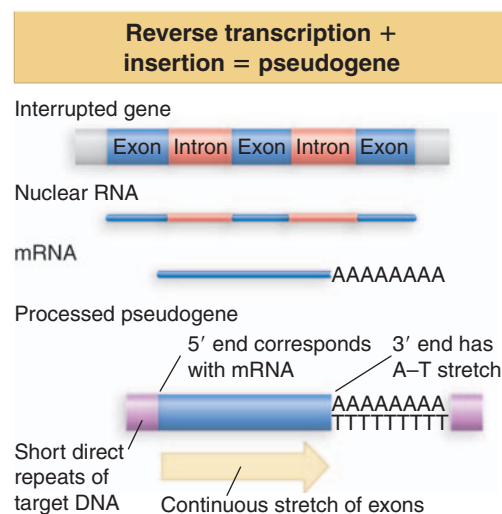 Reverse transcription +
insertion = pseudogene
Interrupted gene
Exon Intron Exon Intron Exon
Nuclear RNA
mRNA
AAAAAAAA
Processed pseudogene
5′ end corresponds
with mRNA
3′ end has
A–T stretch
AAAAAAAA
TTTTTTTTT
Short direct
repeats of
target DNA
Continuous stretch of exons